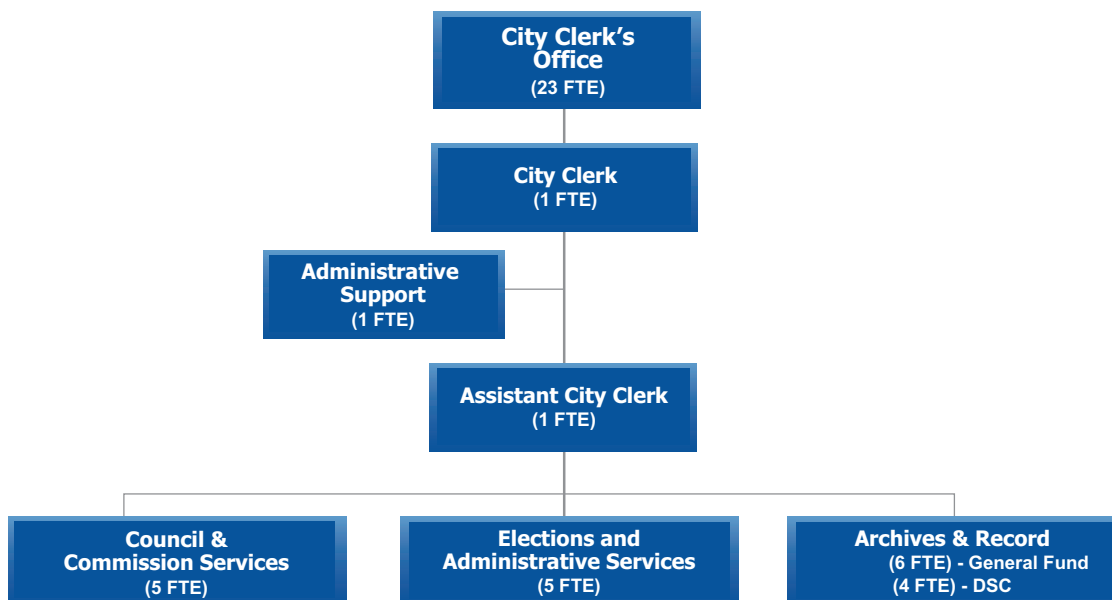 City Clerk's
Office
(23 FTE)
City Clerk
(1 FTE)
Administrative
Support
(1 FTE)
Assistant City Clerk
(1 FTE)
Council &
Commission Services
(5 FTE)
Elections and
Administrative Services
(5 FTE)
Archives & Record
(6 FTE) - General Fund
(4 FTE) - DSC